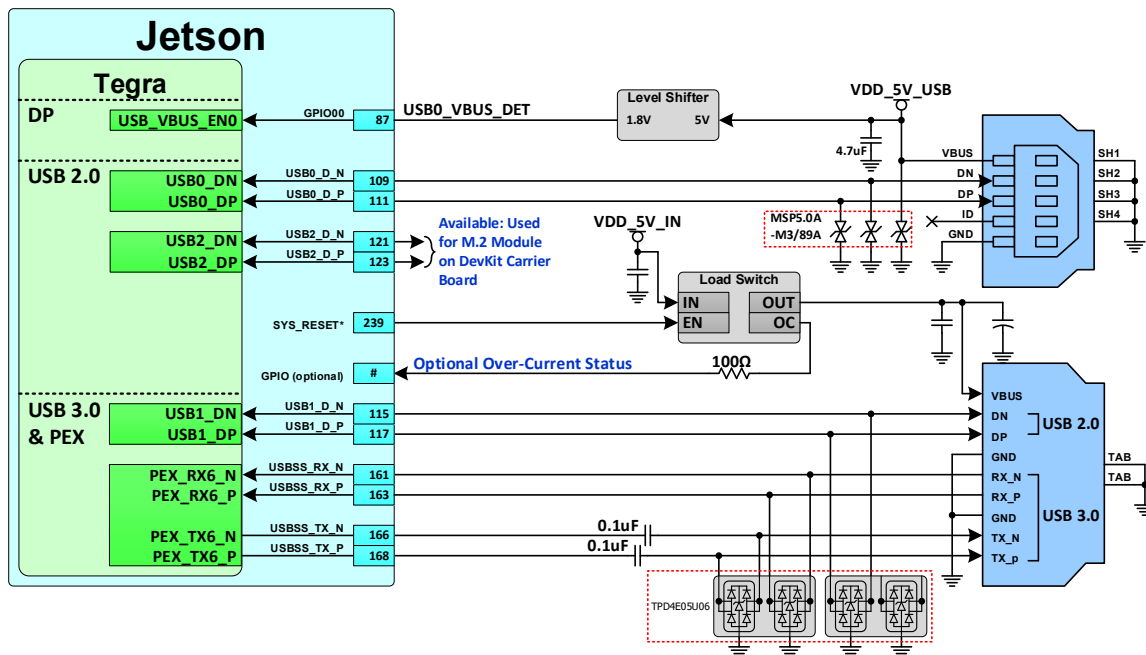 Jetson
Tegra
DP
USB_VBUS_EN0
GPIO00
87
USB0_VBUS_DET
Level Shifter
1.8V 5V
VDD_5V_USB
4.7uF
USB 2.0
USB0_DN
USB0_D_N
109
USB0_DP
USB0_D_P
111
USB2_DN
USB2_D_N
121
USB2_DP
USB2_D_P
123
Available: Used
for M.2 Module
on DevKit Carrier
Board
MSP5.0A
-M3/89A
VBUS
DN
DP
ID
GND
SH1
SH2
SH3
SH4
VDD_5V_IN
Load Switch
IN OUT
EN OC
SYS_RESET*
239
GPIO (optional)
#
Optional Over-Current Status
100Ω
USB 3.0
& PEX
USB1_DN
USB1_D_N
115
USB1_DP
USB1_D_P
117
PEX_RX6_N
USBSS_RX_N
161
PEX_RX6_P
USBSS_RX_P
163
PEX_TX6_N
USBSS_TX_N
166
PEX_TX6_P
USBSS_TX_P
168
0.1uF
0.1uF
TPD4E05U06
VBUS
DN
DP
USB 2.0
GND
RX_N
RX_P
GND
TX_N
TX_p
USB 3.0
TAB
TAB